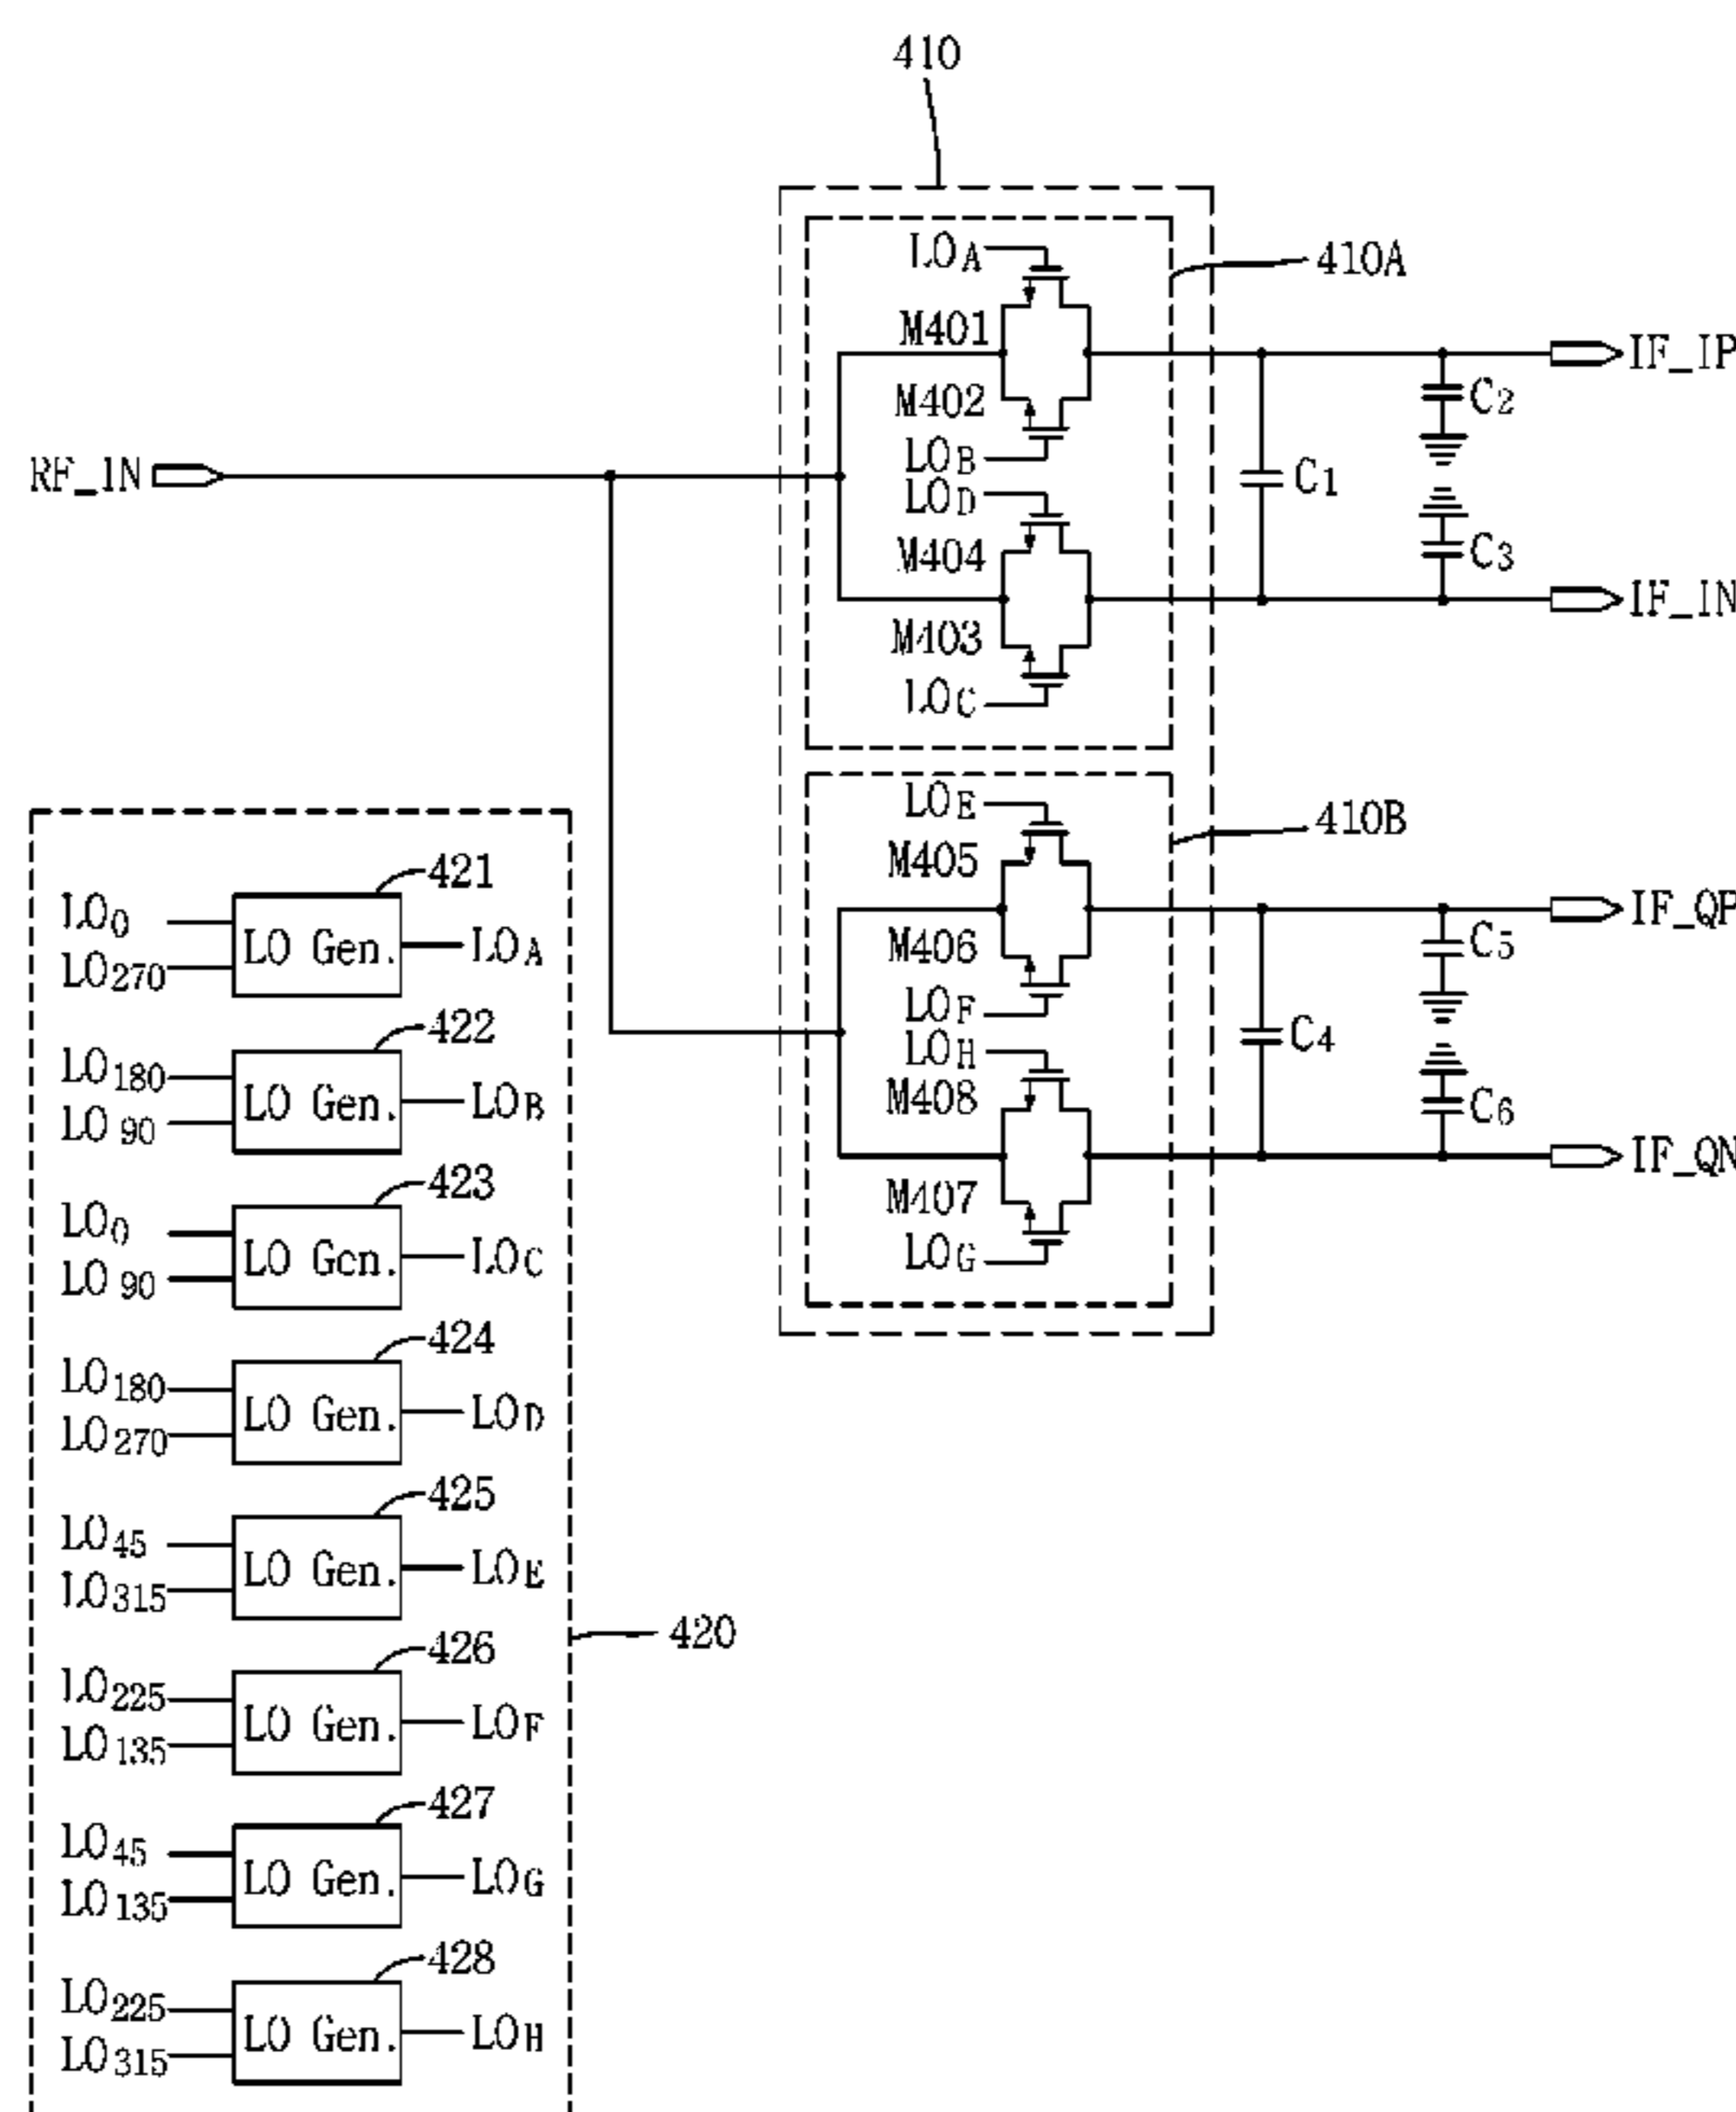 410
LOA
410A
M401
IF_IP
M402
C2
LOB
RF_IN
C1
LOD
M404
C3
IF_IN
M403
LOC
LOE
410B
M405
IF_QP
M406
C5
LOF
LOH
C4
M408
C6
IF_QN
M407
LOG
421
LO0
LO Gen.
LOA
LO270
422
LO180
LO Gen.
LOB
LO90
423
LO0
LO Gen.
LOC
LO90
424
LO180
LO Gen.
LOD
LO270
425
LO45
LO Gen.
LOE
LO315
420
426
LO225
LO Gen.
LOF
LO135
427
LO45
LO Gen.
LOG
LO135
428
LO225
LO Gen.
LOH
LO315